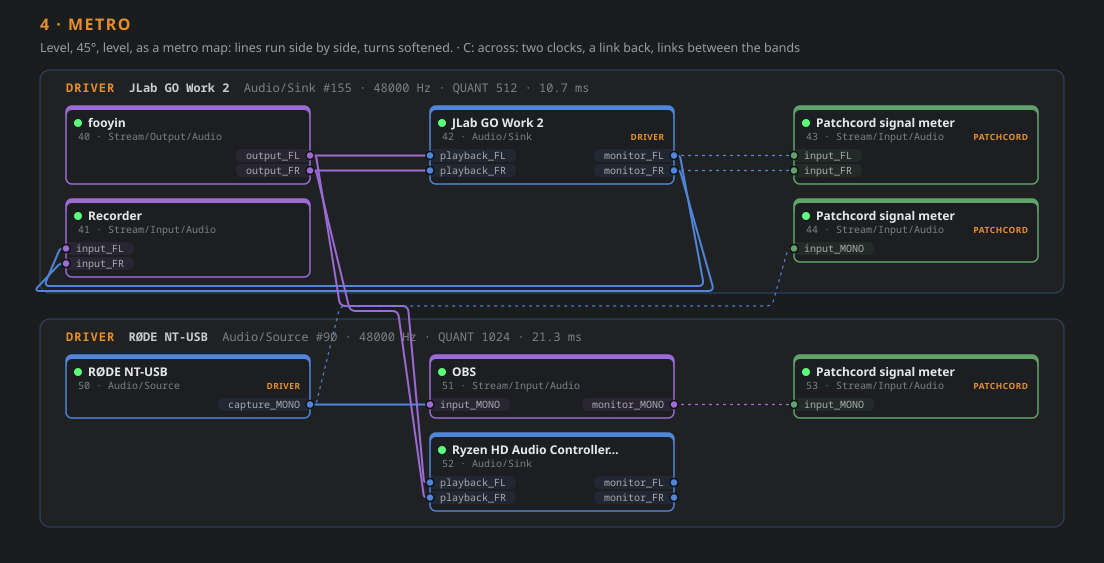 4 · METRO
Level, 45°, level, as a metro map: lines run side by side, turns softened. · C: across: two clocks, a link back, links between the bands
DRIVER JLab GO Work 2 Audio/Sink #155 · 48000 Hz · QUANT 512 · 10.7 ms
fooyin
40 · Stream/Output/Audio
output_FL
output_FR
JLab GO Work 2
42 · Audio/Sink DRIVER
playback_FL monitor_FL
playback_FR monitor_FR
Patchcord signal meter
43 · Stream/Input/Audio PATCHCORD
input_FL
input_FR
Recorder
41 · Stream/Input/Audio
input_FL
input_FR
Patchcord signal meter
44 · Stream/Input/Audio PATCHCORD
input_MONO
DRIVER RØDE NT-USB Audio/Source #90 · 48000 Hz · QUANT 1024 · 21.3 ms
RØDE NT-USB
50 · Audio/Source DRIVER
capture_MONO
OBS
51 · Stream/Input/Audio
input_MONO monitor_MONO
Patchcord signal meter
53 · Stream/Input/Audio PATCHCORD
input_MONO
Ryzen HD Audio Controller…
52 · Audio/Sink
playback_FL monitor_FL
playback_FR monitor_FR